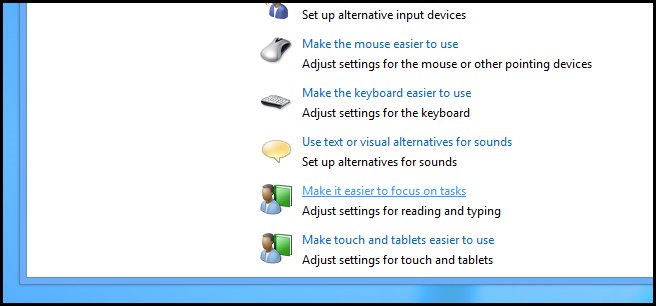 Set up alternative input devices
Make the mouse easier to use
Adjust settings for the mouse or other pointing devices
Make the keyboard easier to use
Adjust settings for the keyboard
Use text or visual alternatives for sounds
Set up alternatives for sounds
Make it easier to focus on tasks
Adjust settings for reading and typing
Make touch and tablets easier to use
Adjust settings for touch and tablets